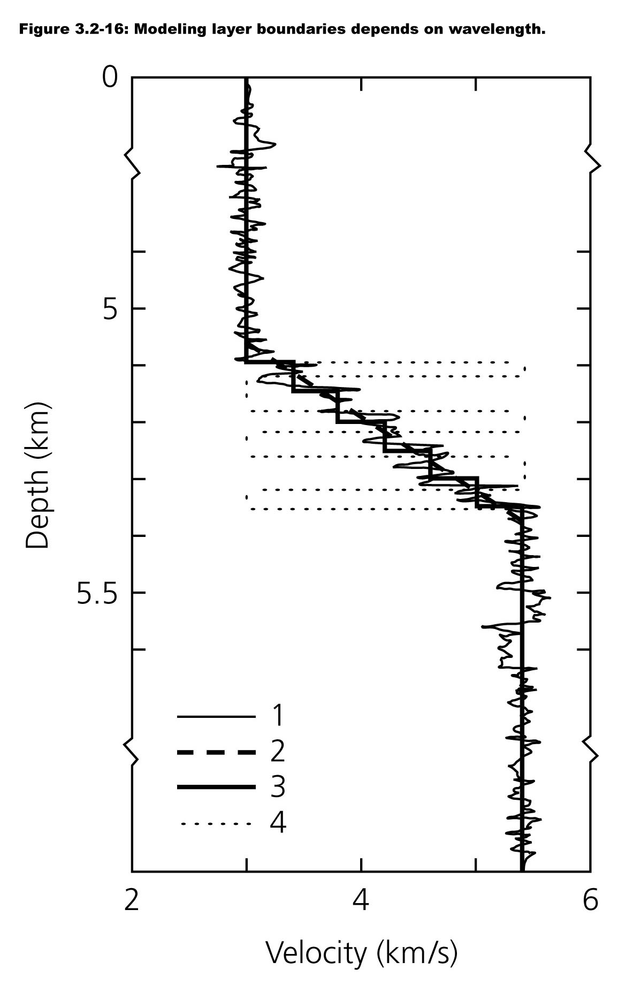 Figure 3.2-16: Modeling layer boundaries depends on wavelength.
0
5
5.5
Depth (km)
1
2
3
4
2 4 6
Velocity (km/s)